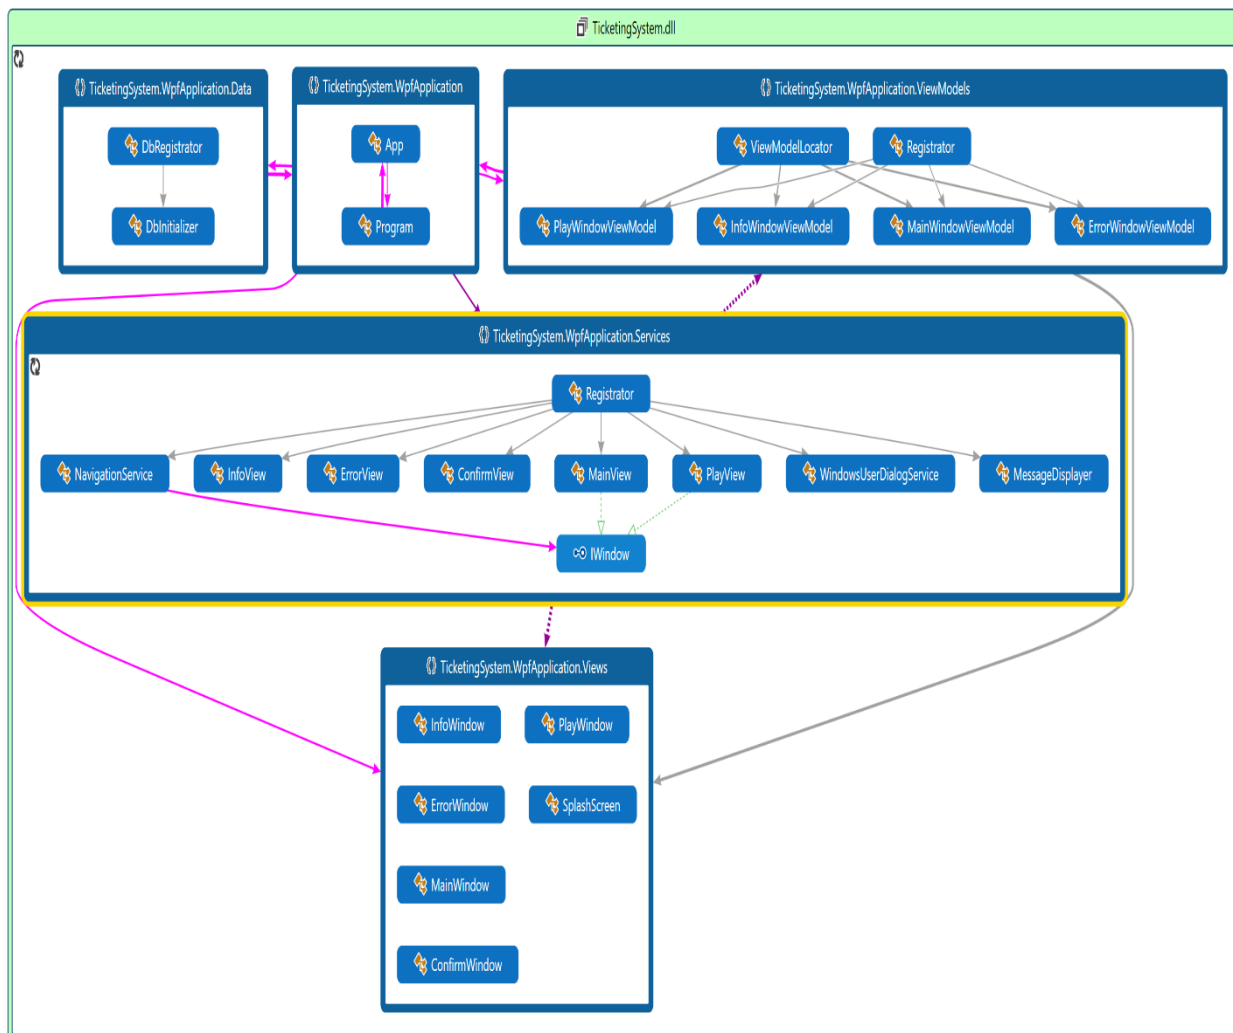 TicketingSystem.dll
TicketingSystem.WpfApplication.Data
TicketingSystem.WpfApplication
TicketingSystem.WpfApplication.ViewModels
DbRegistrator
App
ViewModelLocator
Registrator
DbInitializer
Program
PlayWindowViewModel
InfoWindowViewModel
MainWindowViewModel
ErrorWindowViewModel
TicketingSystem.WpfApplication.Services
Registrator
NavigationService
InfoView
ErrorView
ConfirmView
MainView
PlayView
WindowsUserDialogService
MessageDisplayer
IWindow
TicketingSystem.WpfApplication.Views
InfoWindow
PlayWindow
ErrorWindow
SplashScreen
MainWindow
ConfirmWindow